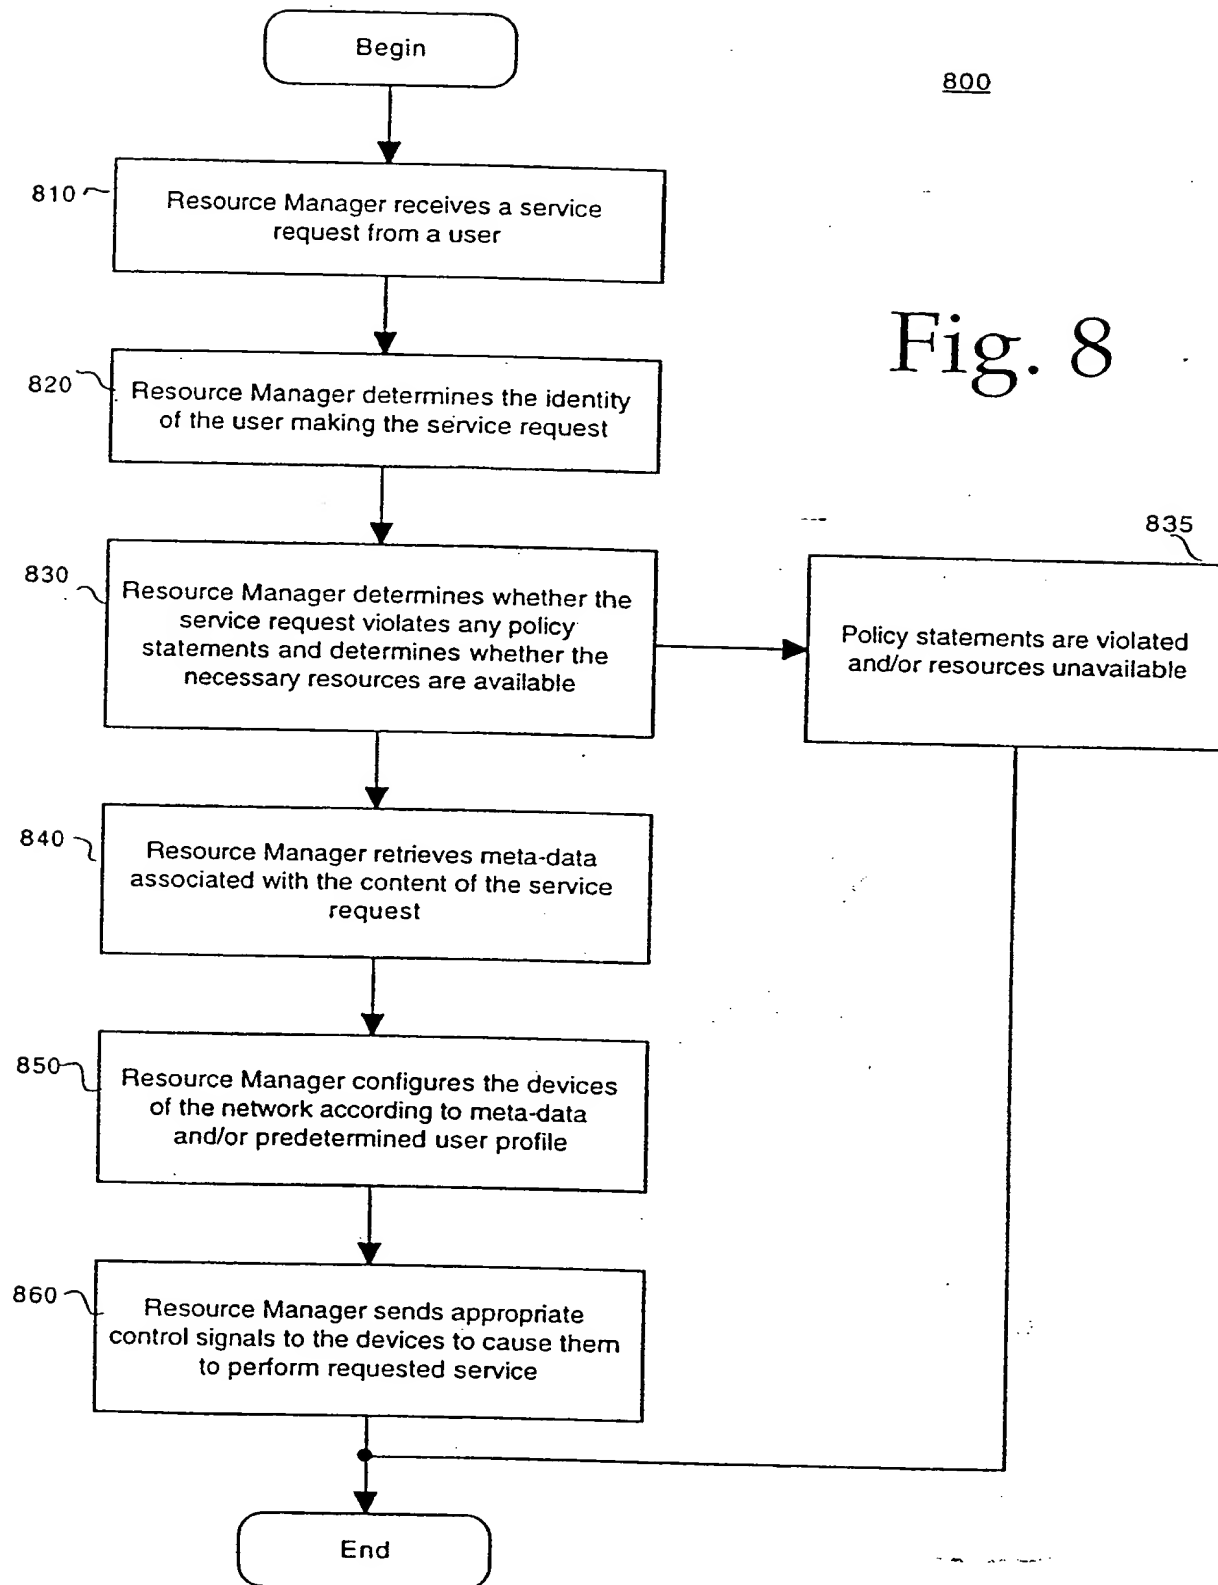 Begin
800
810
Resource Manager receives a service
request from a user
Fig. 8
820
Resource Manager determines the identity
of the user making the service request
830
Resource Manager determines whether the
service request violates any policy
statements and determines whether the
necessary resources are available
835
Policy statements are violated
and/or resources unavailable
840
Resource Manager retrieves meta-data
associated with the content of the service
request
850
Resource Manager configures the devices
of the network according to meta-data
and/or predetermined user profile
860
Resource Manager sends appropriate
control signals to the devices to cause them
to perform requested service
End